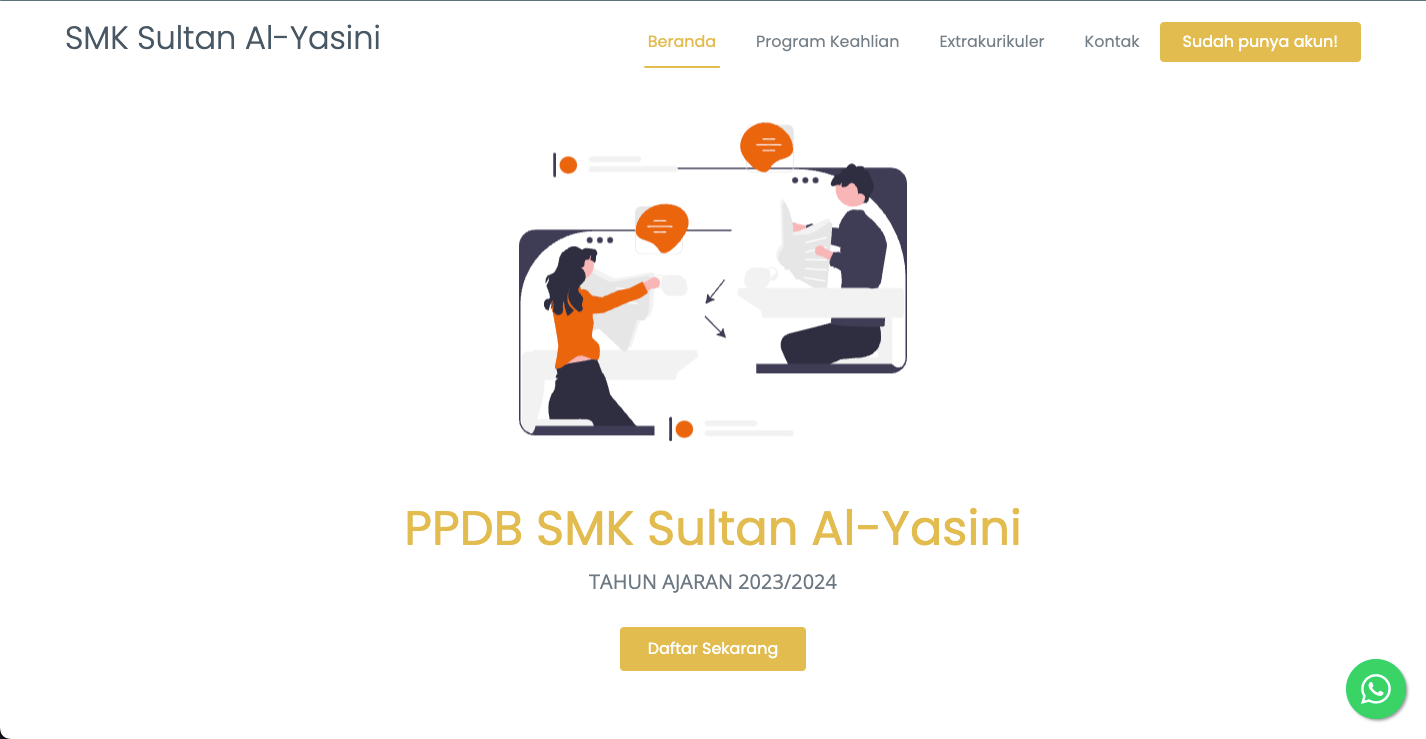 SMK Sultan Al-Yasini
Beranda
Program Keahlian
Extrakurikuler
Kontak
Sudah punya akun!
PPDB SMK Sultan Al-Yasini
TAHUN AJARAN 2023/2024
Daftar Sekarang